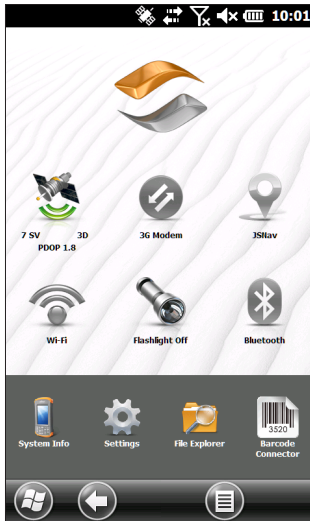 10:01
7 SV 3D
PDOP 1.8
3G Modem
JSNav
Wi-Fi
Flashlight Off
Bluetooth
System Info
Settings
File Explorer
3520
Barcode
Connector